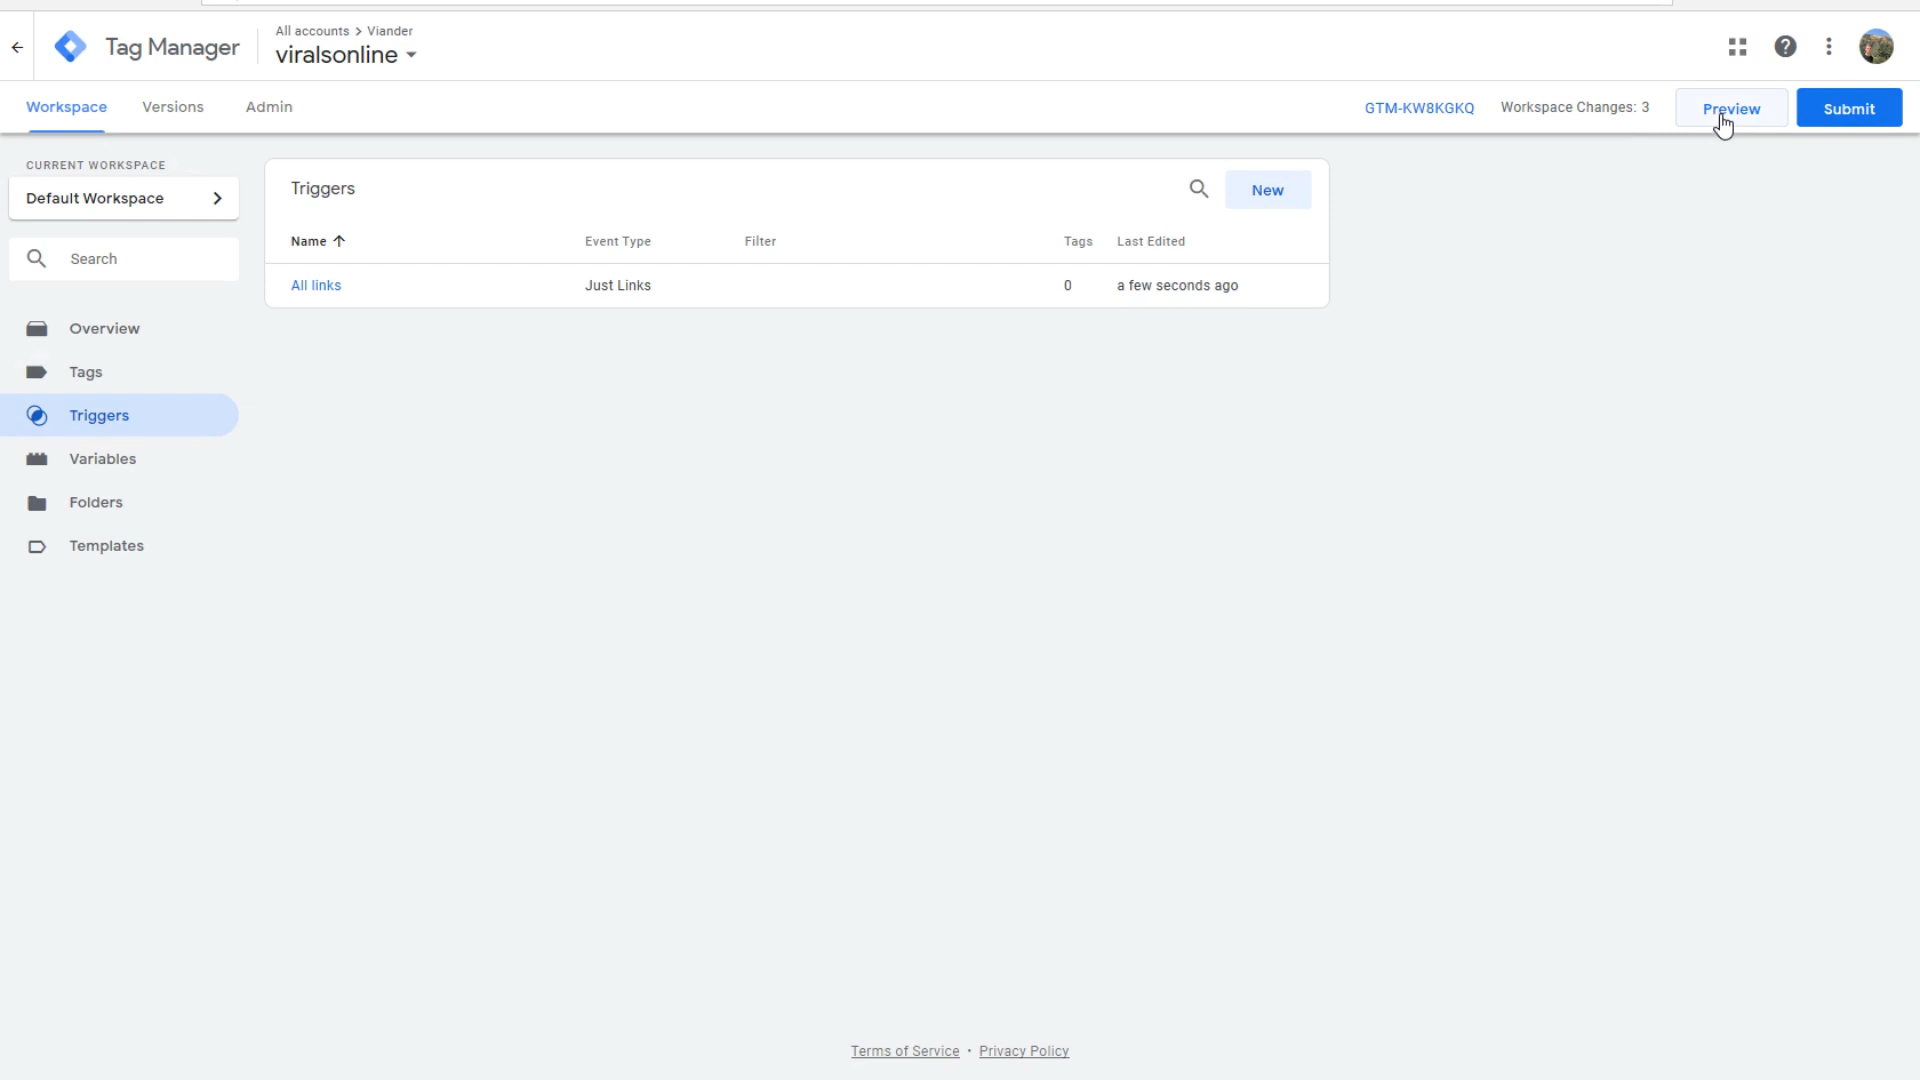 All accounts > Viander
Tag Manager
viralsonline
Workspace Versions Admin GTM-KW8KGKQ Workspace Changes: 3 Preview Submit
CURRENT WORKSPACE
Default Workspace
Search
Overview
Tags
Triggers
Variables
Folders
Templates
Triggers New
Name Event Type Filter Tags Last Edited
All links Just Links 0 a few seconds ago
Terms of Service • Privacy Policy